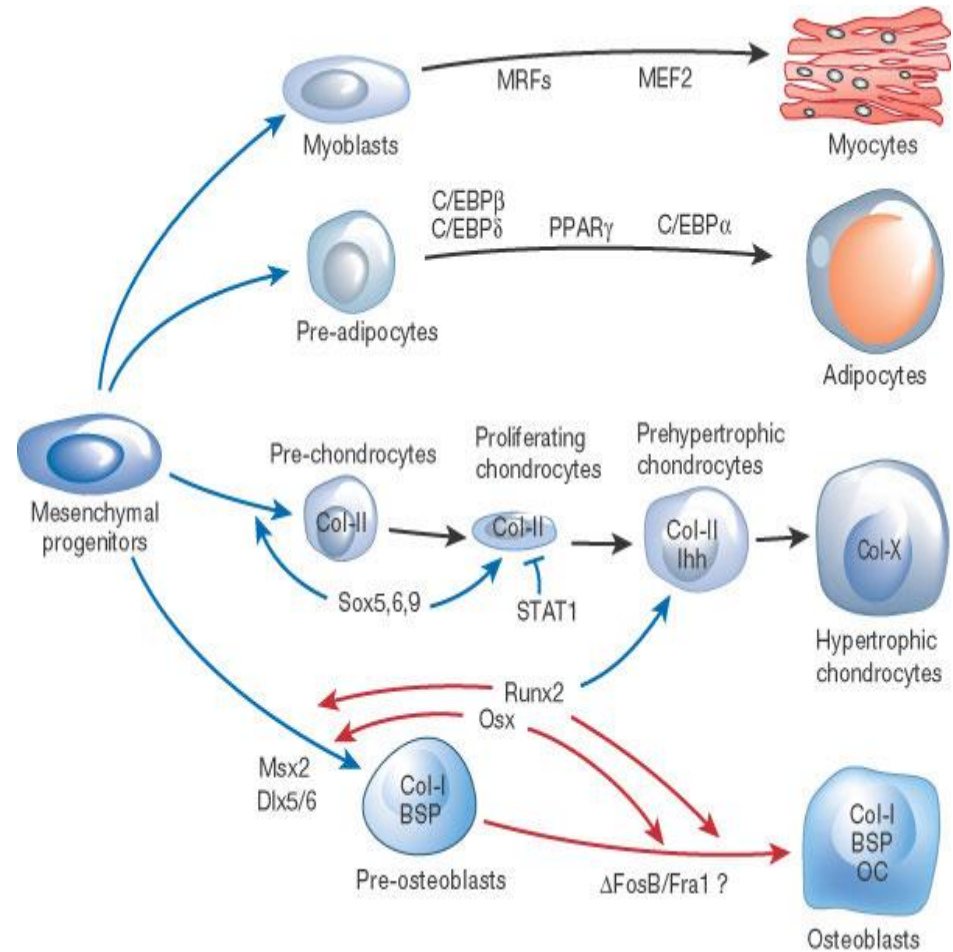 MRFs
MEF2
Myoblasts
Myocytes
C/EBPβ
C/EBPδ
PPARγ
C/EBPα
Pre-adipocytes
Adipocytes
Mesenchymal
progenitors
Pre-chondrocytes
Col-II
Proliferating
chondrocytes
Col-II
Prehypertrophic
chondrocytes
Col-II
Ihh
Col-X
Hypertrophic
chondrocytes
Sox5,6,9
STAT1
Runx2
Osx
Msx2
Dlx5/6
Col-I
BSP
Pre-osteoblasts
ΔFosB/Fra1 ?
Col-I
BSP
OC
Osteoblasts